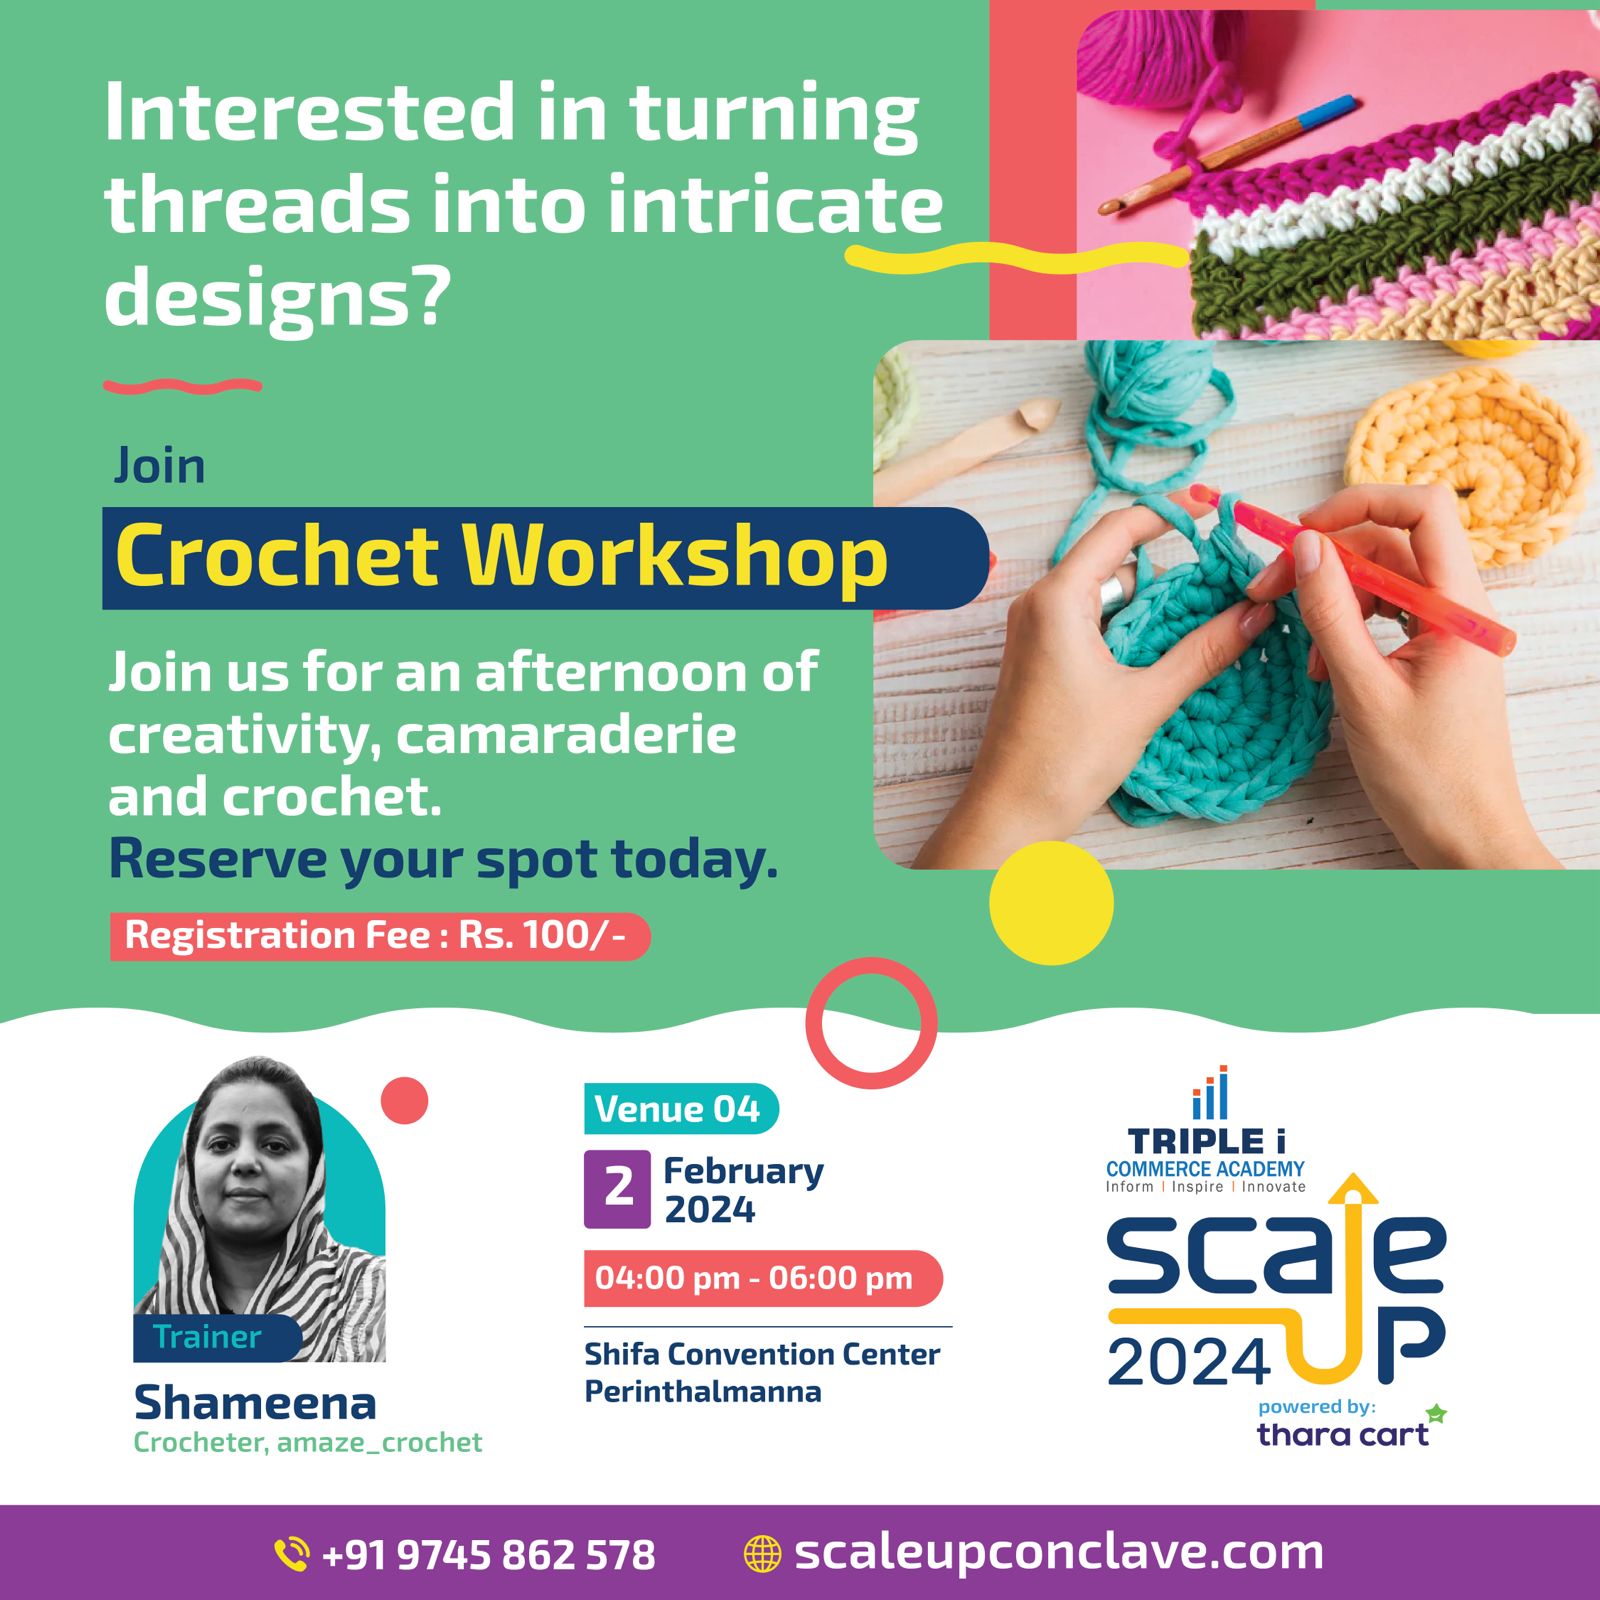 Interested in turning
threads into intricate
designs?
Join
Crochet Workshop
Join us for an afternoon of
creativity, camaraderie
and crochet.
Reserve your spot today.
Registration Fee : Rs. 100/-
Trainer
Shameena
Crocheter, amaze_crochet
Venue 04
2 February
2024
04:00 pm - 06:00 pm
Shifa Convention Center
Perinthalmanna
TRIPLE i
COMMERCE ACADEMY
Inform | Inspire | Innovate
scale
UP
2024
powered by:
thara cart
+91 9745 862 578
scaleupconclave.com